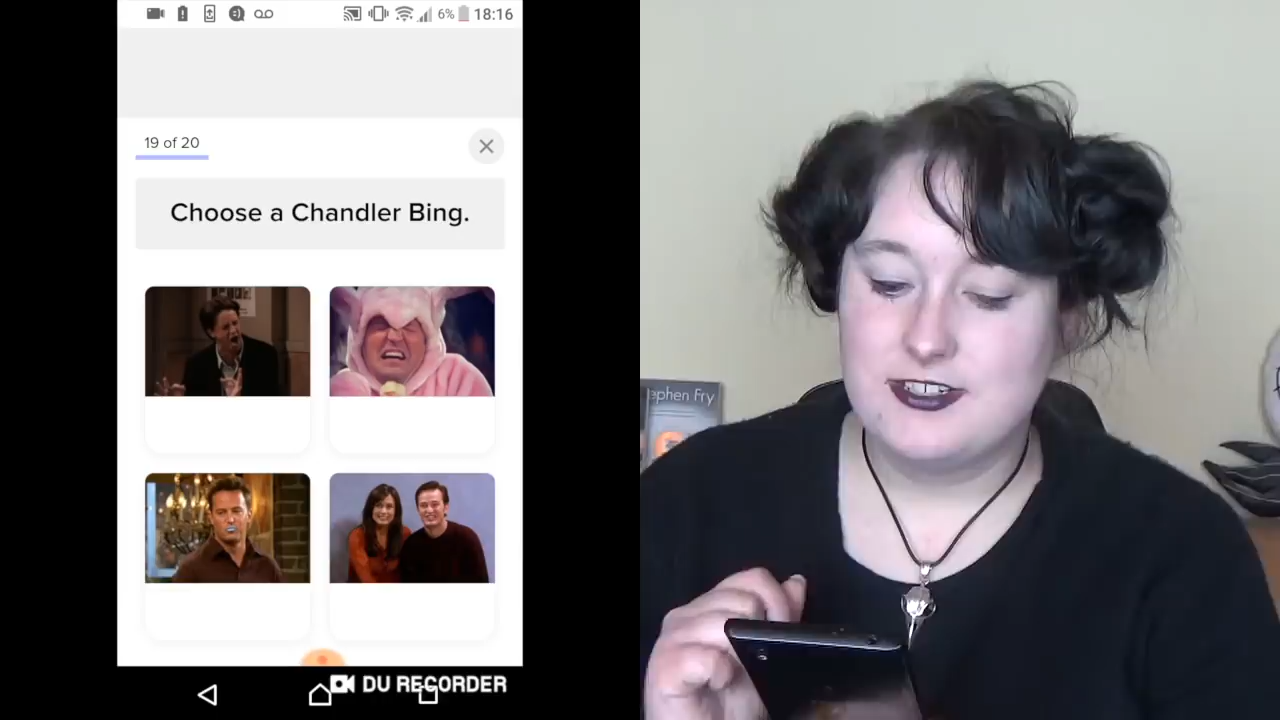 6% 18:16
19 of 20
Choose a Chandler Bing.
ephen Fry
DU RECORDER